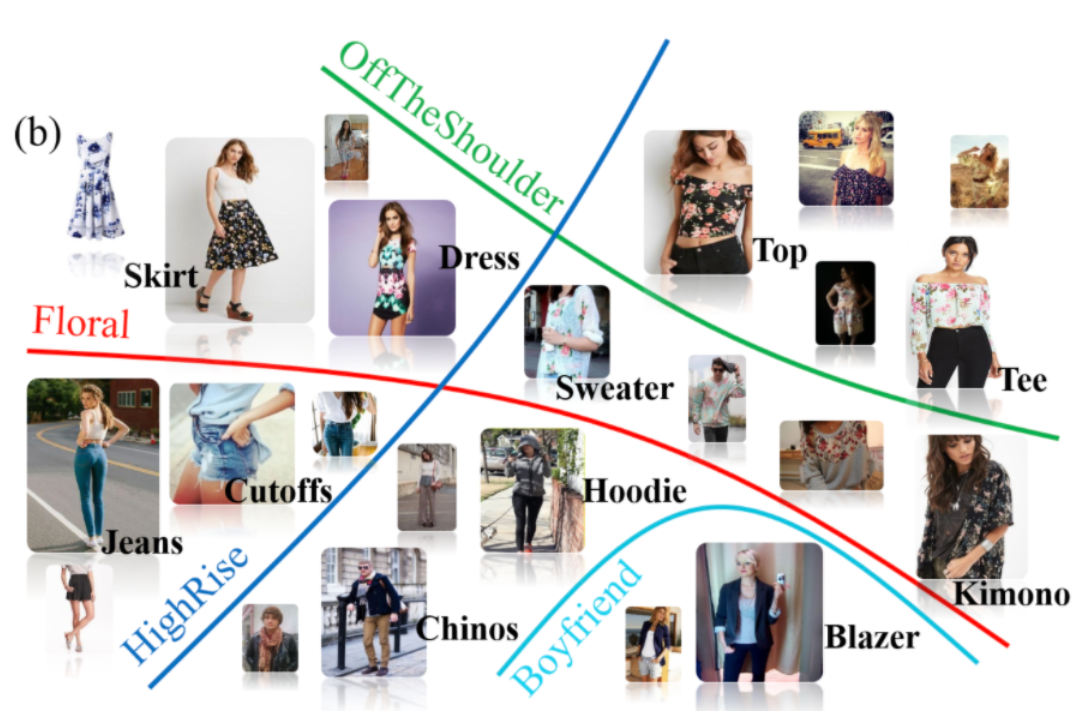 (b)
OffTheShoulder
Skirt
Dress
Top
Floral
Sweater
Tee
Cutoffs
Hoodie
Jeans
HighRise
Chinos
Boyfriend
Blazer
Kimono